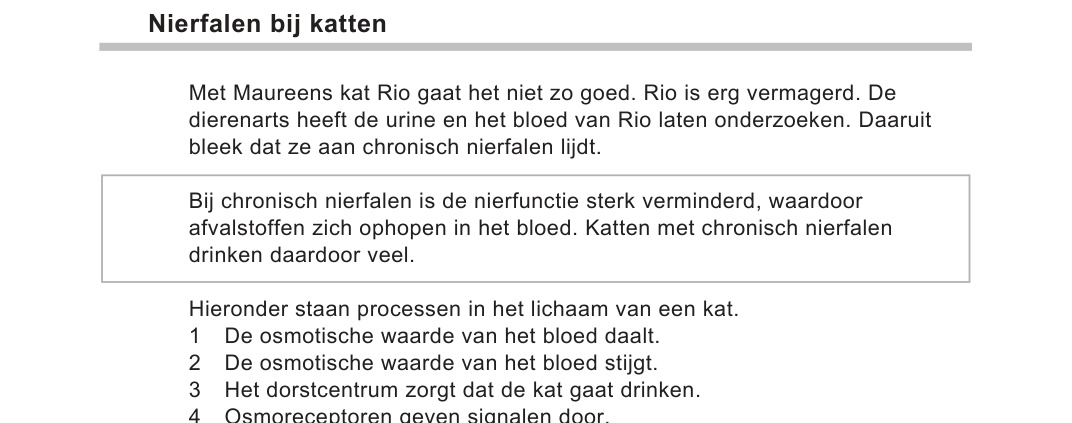 Nierfalen bij katten
Met Maureens kat Rio gaat het niet zo goed. Rio is erg vermagerd. De
dierenarts heeft de urine en het bloed van Rio laten onderzoeken. Daaruit
bleek dat ze aan chronisch nierfalen lijdt.
Bij chronisch nierfalen is de nierfunctie sterk verminderd, waardoor
afvalstoffen zich ophopen in het bloed. Katten met chronisch nierfalen
drinken daardoor veel.
Hieronder staan processen in het lichaam van een kat.
1 De osmotische waarde van het bloed daalt.
2 De osmotische waarde van het bloed stijgt.
3 Het dorstcentrum zorgt dat de kat gaat drinken.
4 Osmoreceptoren geven signalen door.